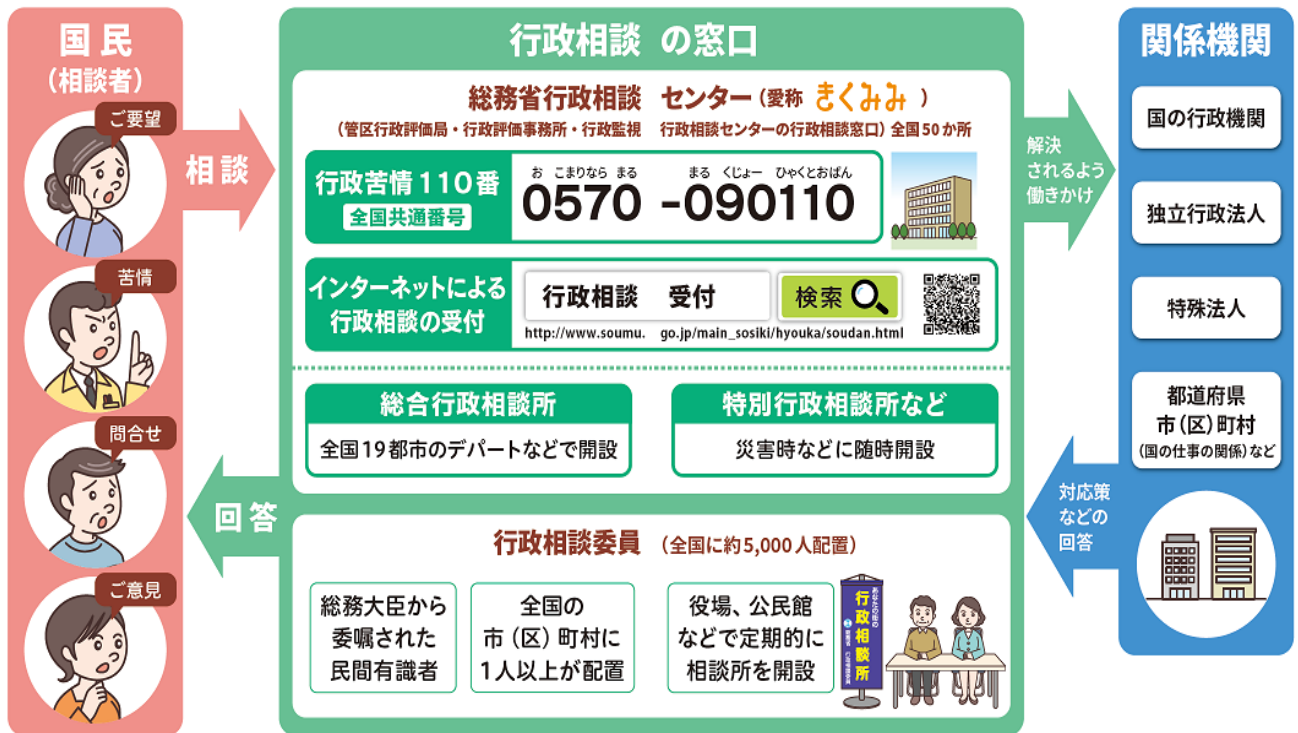 国民
（相談者）
ご要望
苦情
問合せ
ご意見
相談
回答
行政相談 の窓口
総務省行政相談 センター（愛称 きくみみ ）
（管区行政評価局・行政評価事務所・行政監視 行政相談センターの行政相談窓口）全国50か所
行政苦情110番
全国共通番号
お こまりなら まる まる くじょー ひゃくとおばん
0570 -090110
インターネットによる
行政相談の受付
行政相談 受付
検索
http://www.soumu. go.jp/main_sosiki/hyouka/soudan.html
総合行政相談所
全国19都市のデパートなどで開設
特別行政相談所など
災害時などに随時開設
行政相談委員 （全国に約5,000人配置）
総務大臣から
委嘱された
民間有識者
全国の
市（区）町村に
1人以上が配置
役場、公民館
などで定期的に
相談所を開設
あなたの街の
行政相談所
解決
されるよう
働きかけ
対応策
などの
回答
関係機関
国の行政機関
独立行政法人
特殊法人
都道府県
市（区）町村
（国の仕事の関係）など